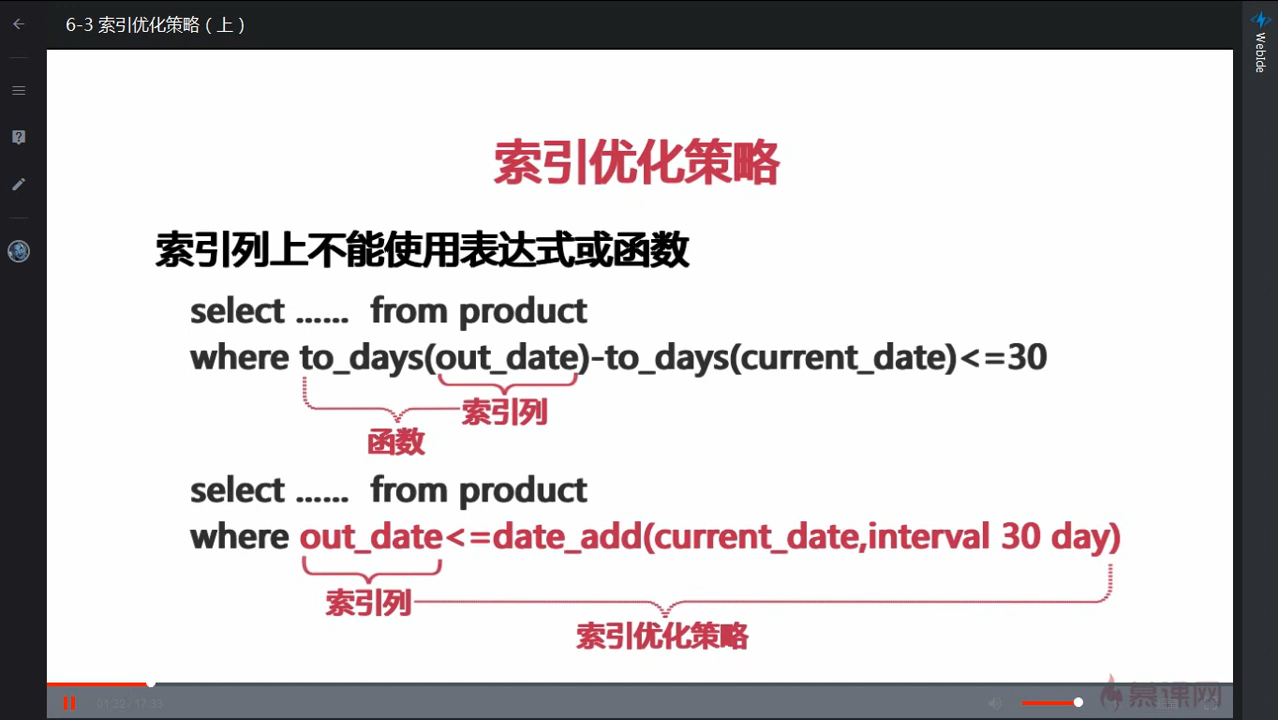 6-3 索引优化策略（上）
WebIde
索引优化策略
索引列上不能使用表达式或函数
select ...... from product
where to_days(out_date)-to_days(current_date)<=30
索引列
函数
select ...... from product
where out_date<=date_add(current_date,interval 30 day)
索引列
索引优化策略
01:32 / 17:33
慕课网